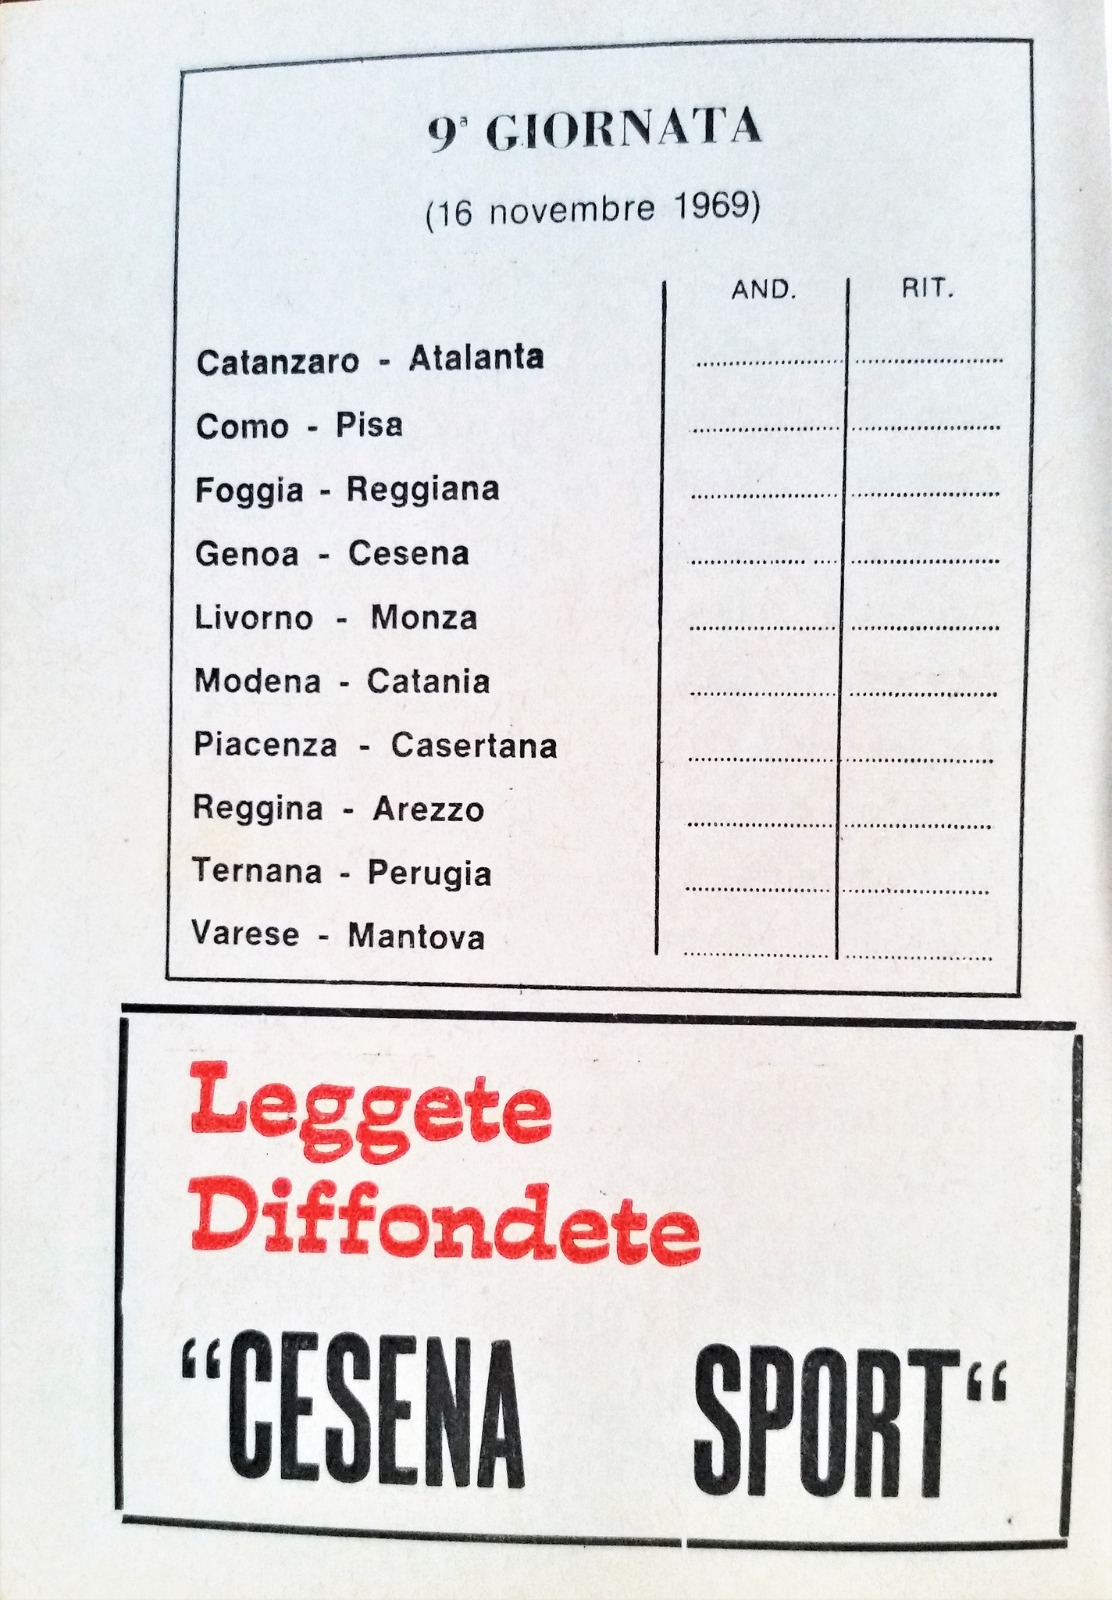 9ª GIORNATA
(16 novembre 1969)
AND. RIT.
Catanzaro - Atalanta
Como - Pisa
Foggia - Reggiana
Genoa - Cesena
Livorno - Monza
Modena - Catania
Piacenza - Casertana
Reggina - Arezzo
Ternana - Perugia
Varese - Mantova
Leggete
Diffondete
“CESENA SPORT“